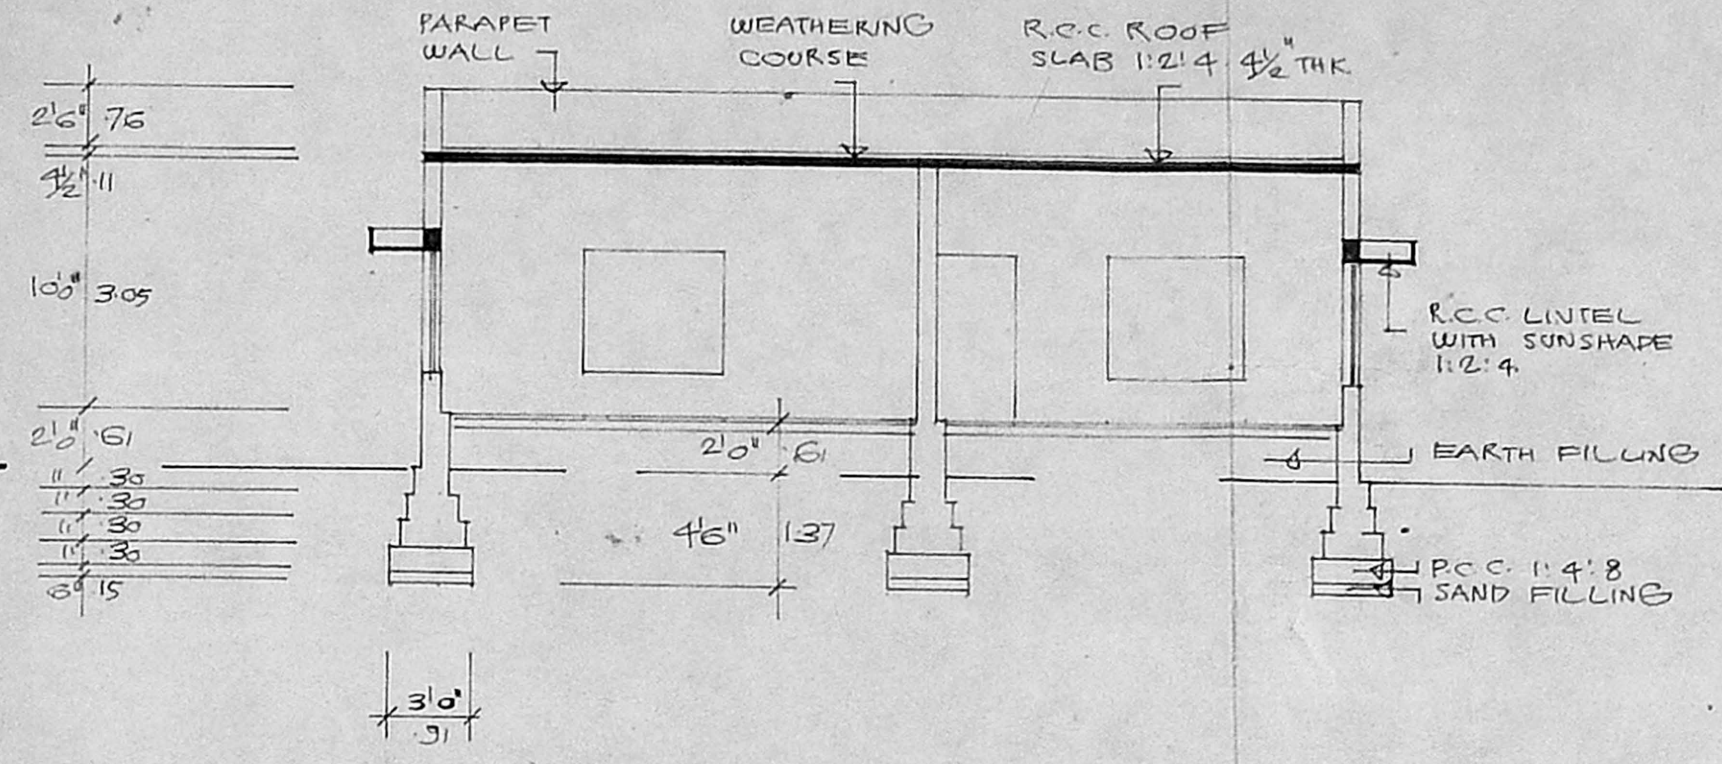 PARAPET
WALL
WEATHERING
COURSE
R.C.C. ROOF
SLAB 1:2:4. 4½" THK
2'6" .76
4½" .11
10'0" 3.05
R.C.C. LINTEL
WITH SUNSHAPE
1:2:4.
2'0" .61
2'0" .61
EARTH FILLING
1' .30
1' .30
1' .30
1' .30
6" 15
4'6" 1.37
P.C.C. 1:4:8
SAND FILLING
3'0"
.91